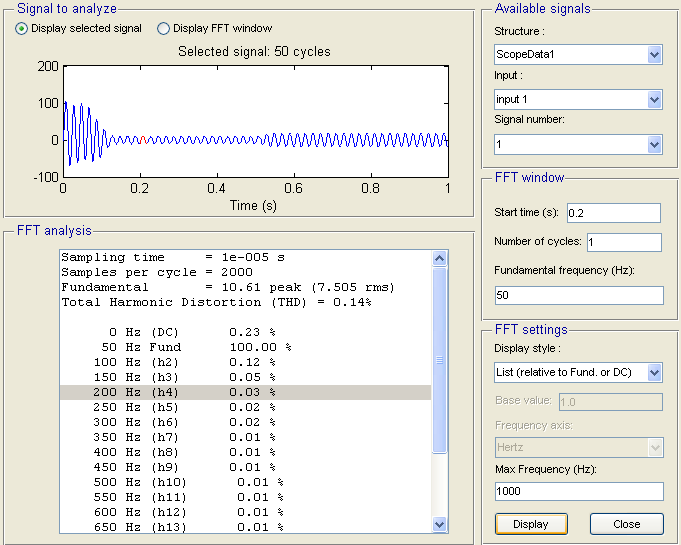 Signal to analyze
Display selected signal Display FFT window
Selected signal: 50 cycles
200
100
0
-100
0 0.2 0.4 0.6 0.8 1
Time (s)
FFT analysis
Sampling time = 1e-005 s
Samples per cycle = 2000
Fundamental = 10.61 peak (7.505 rms)
Total Harmonic Distortion (THD) = 0.14%
0 Hz (DC) 0.23 %
50 Hz Fund 100.00 %
100 Hz (h2) 0.12 %
150 Hz (h3) 0.05 %
200 Hz (h4) 0.03 %
250 Hz (h5) 0.02 %
300 Hz (h6) 0.02 %
350 Hz (h7) 0.01 %
400 Hz (h8) 0.01 %
450 Hz (h9) 0.01 %
500 Hz (h10) 0.01 %
550 Hz (h11) 0.01 %
600 Hz (h12) 0.01 %
650 Hz (h13) 0.01 %
Available signals
Structure :
ScopeData1
Input :
input 1
Signal number:
1
FFT window
Start time (s): 0.2
Number of cycles: 1
Fundamental frequency (Hz):
50
FFT settings
Display style :
List (relative to Fund. or DC)
Base value: 1.0
Frequency axis:
Hertz
Max Frequency (Hz):
1000
Display Close